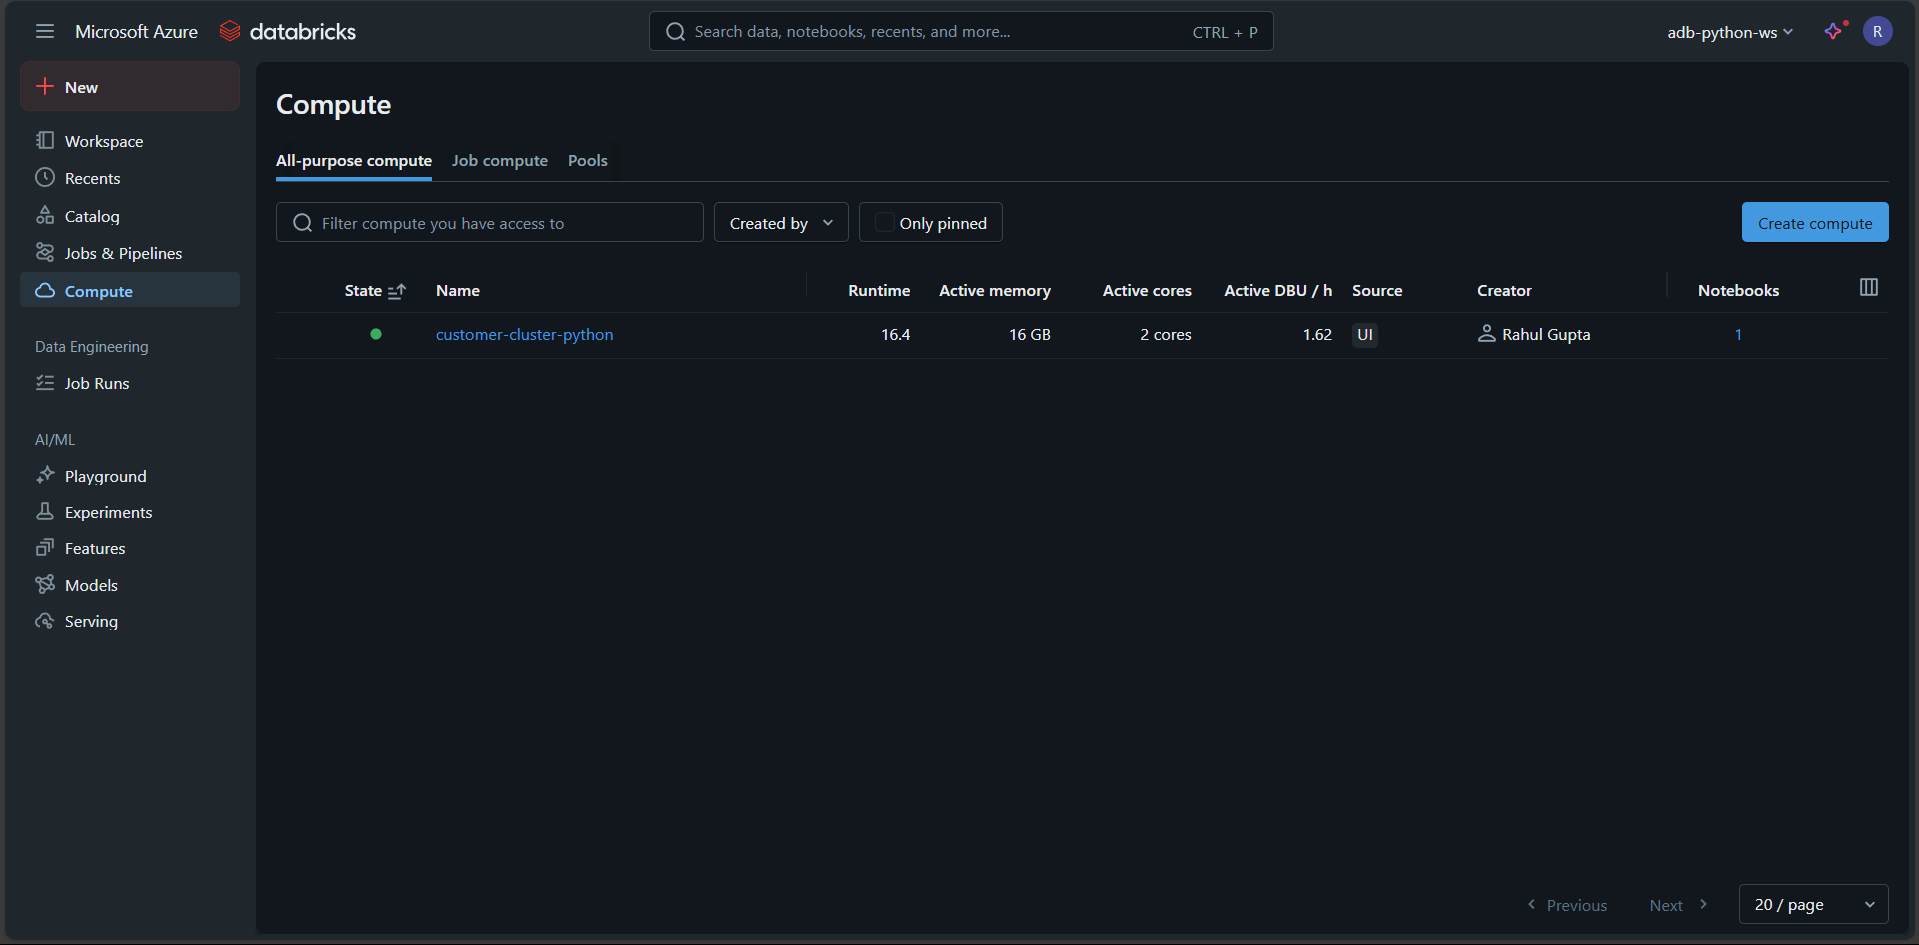 Microsoft Azure databricks
Search data, notebooks, recents, and more... CTRL + P
adb-python-ws R
New
Workspace
Recents
Catalog
Jobs & Pipelines
Compute
Data Engineering
Job Runs
AI/ML
Playground
Experiments
Features
Models
Serving
Compute
All-purpose compute Job compute Pools
Filter compute you have access to Created by Only pinned Create compute
State Name Runtime Active memory Active cores Active DBU / h Source Creator Notebooks
customer-cluster-python 16.4 16 GB 2 cores 1.62 UI Rahul Gupta 1
Previous Next 20 / page